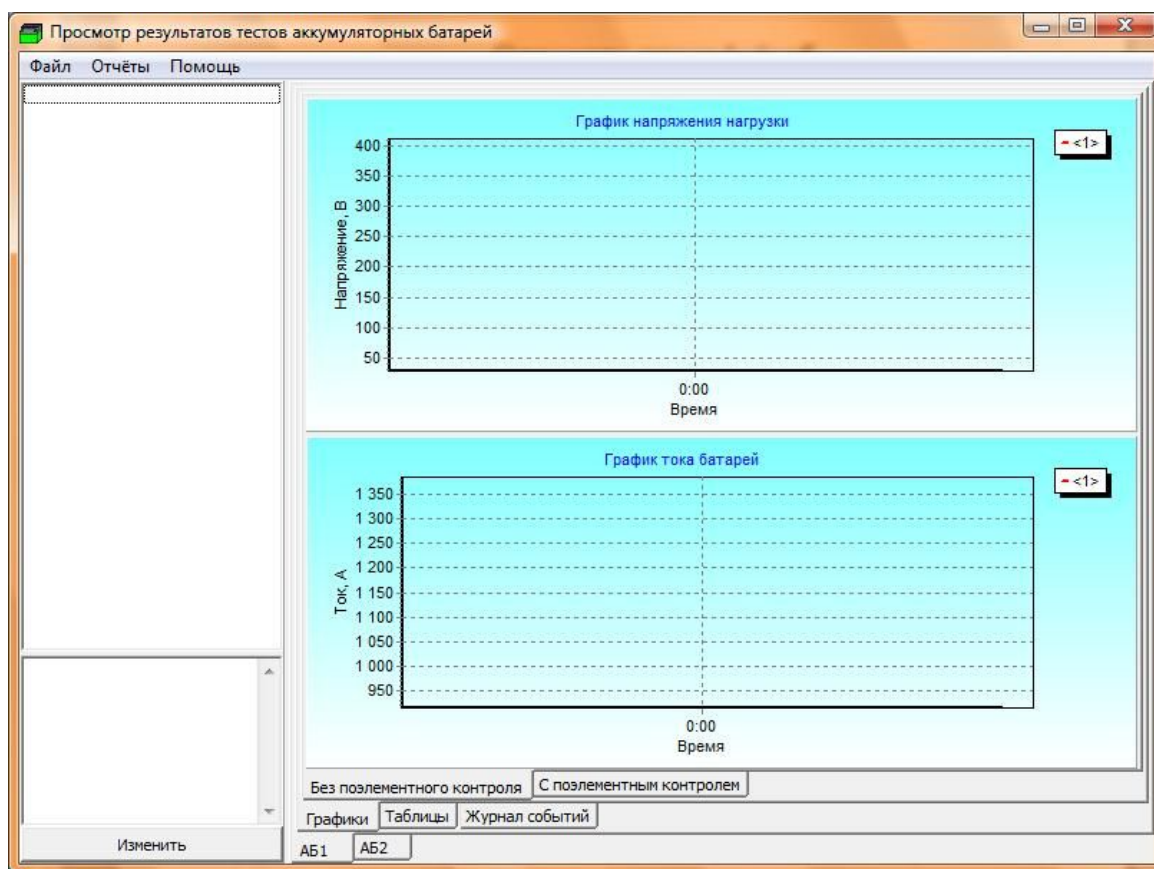 Просмотр результатов тестов аккумуляторных батарей
Файл Отчёты Помощь
График напряжения нагрузки
<1>
Напряжение, В
400
350
300
250
200
150
100
50
0:00
Время
График тока батарей
<1>
Ток, А
1 350
1 300
1 250
1 200
1 150
1 100
1 050
1 000
950
0:00
Время
Без поэлементного контроля С поэлементным контролем
Графики Таблицы Журнал событий
Изменить
АБ1 АБ2